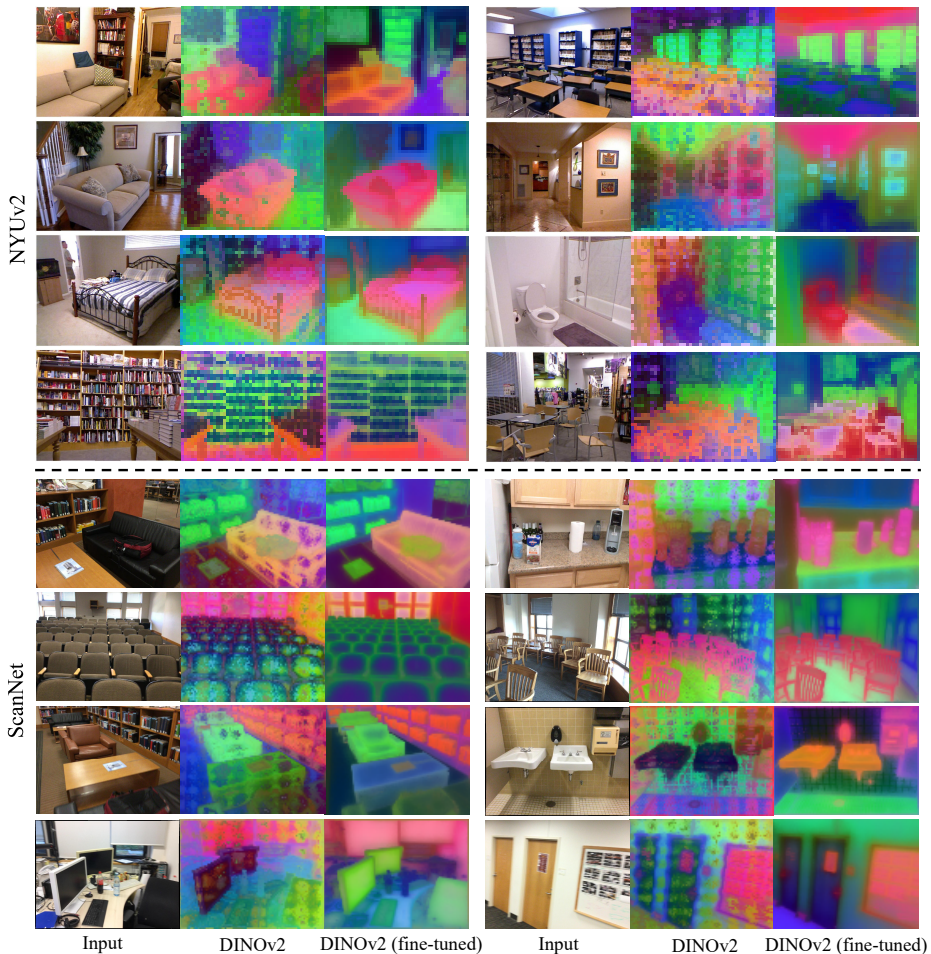 NYUv2
ScanNet
Input
DINOv2
DINOv2 (fine-tuned)
Input
DINOv2
DINOv2 (fine-tuned)